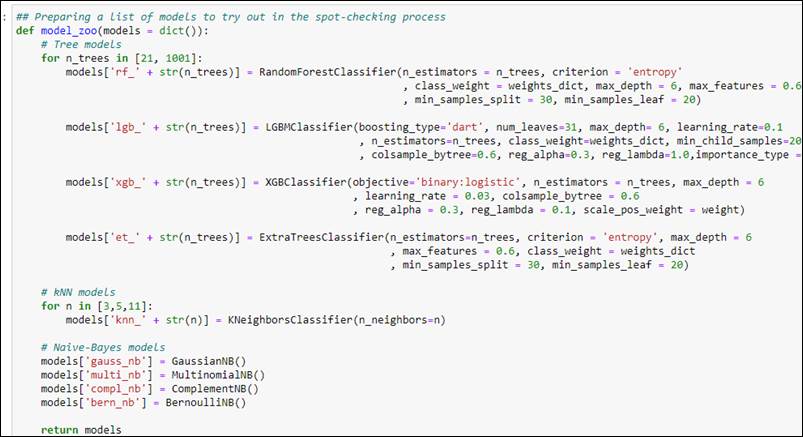 :
## Preparing a list of models to try out in the spot-checking process
def model_zoo(models = dict()):
    # Tree models
    for n_trees in [21, 1001]:
        models['rf_' + str(n_trees)] = RandomForestClassifier(n_estimators = n_trees, criterion = 'entropy'
                                                            , class_weight = weights_dict, max_depth = 6, max_features = 0.6
                                                            , min_samples_split = 30, min_samples_leaf = 20)
        models['lgb_' + str(n_trees)] = LGBMClassifier(boosting_type='dart', num_leaves=31, max_depth= 6, learning_rate=0.1
                                                     , n_estimators=n_trees, class_weight=weights_dict, min_child_samples=20
                                                     , colsample_bytree=0.6, reg_alpha=0.3, reg_lambda=1.0,importance_type =
        models['xgb_' + str(n_trees)] = XGBClassifier(objective='binary:logistic', n_estimators = n_trees, max_depth = 6
                                                    , learning_rate = 0.03, colsample_bytree = 0.6
                                                    , reg_alpha = 0.3, reg_lambda = 0.1, scale_pos_weight = weight)
        models['et_' + str(n_trees)] = ExtraTreesClassifier(n_estimators=n_trees, criterion = 'entropy', max_depth = 6
                                                          , max_features = 0.6, class_weight = weights_dict
                                                          , min_samples_split = 30, min_samples_leaf = 20)
    # kNN models
    for n in [3,5,11]:
        models['knn_' + str(n)] = KNeighborsClassifier(n_neighbors=n)
    # Naive-Bayes models
    models['gauss_nb'] = GaussianNB()
    models['multi_nb'] = MultinomialNB()
    models['compl_nb'] = ComplementNB()
    models['bern_nb'] = BernoulliNB()
    return models